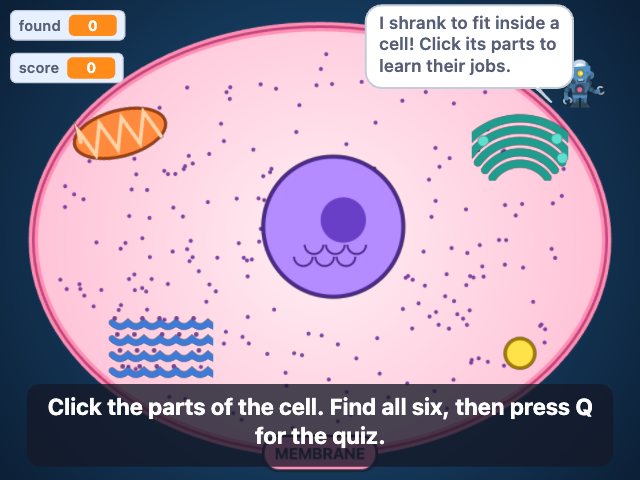 found 0
score 0
I shrank to fit inside a
cell! Click its parts to
learn their jobs.
Click the parts of the cell. Find all six, then press Q
for the quiz.
MEMBRANE